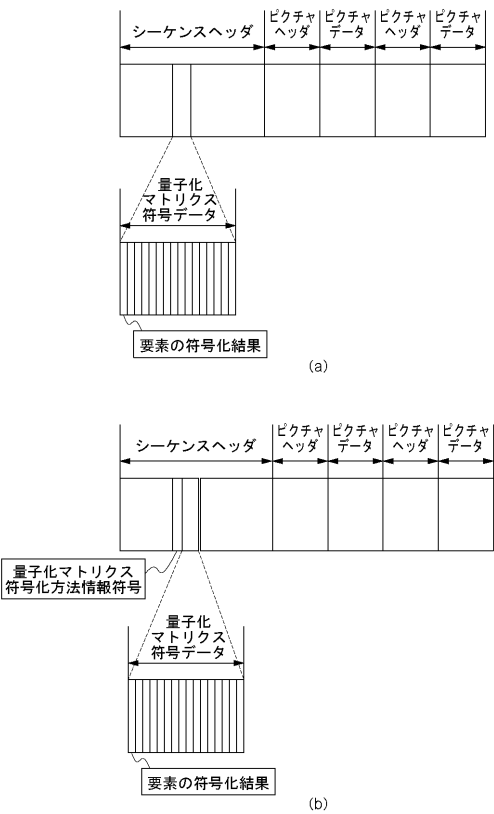 シーケンスヘッダ
ピクチャ
ヘッダ
ピクチャ
データ
ピクチャ
ヘッダ
ピクチャ
データ
量子化
マトリクス
符号データ
要素の符号化結果
(a)
シーケンスヘッダ
ピクチャ
ヘッダ
ピクチャ
データ
ピクチャ
ヘッダ
ピクチャ
データ
量子化マトリクス
符号化方法情報符号
量子化
マトリクス
符号データ
要素の符号化結果
(b)